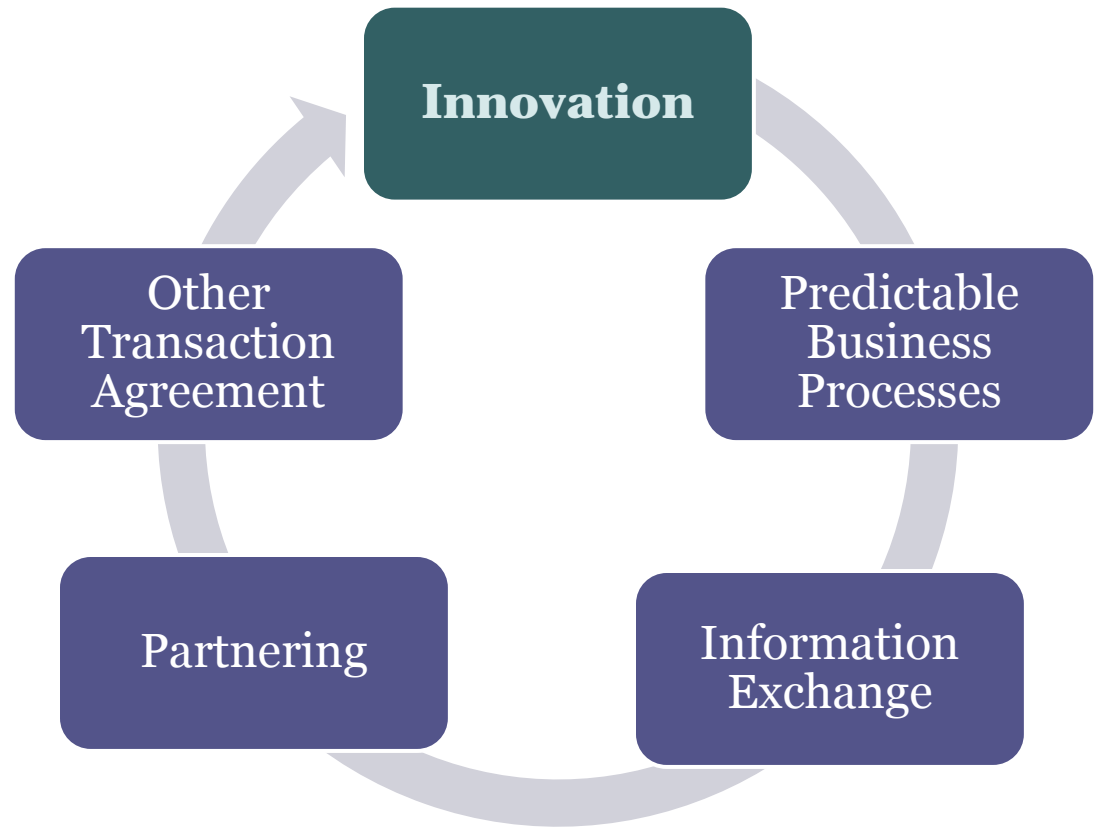 Innovation
Predictable
Business
Processes
Information
Exchange
Partnering
Other
Transaction
Agreement